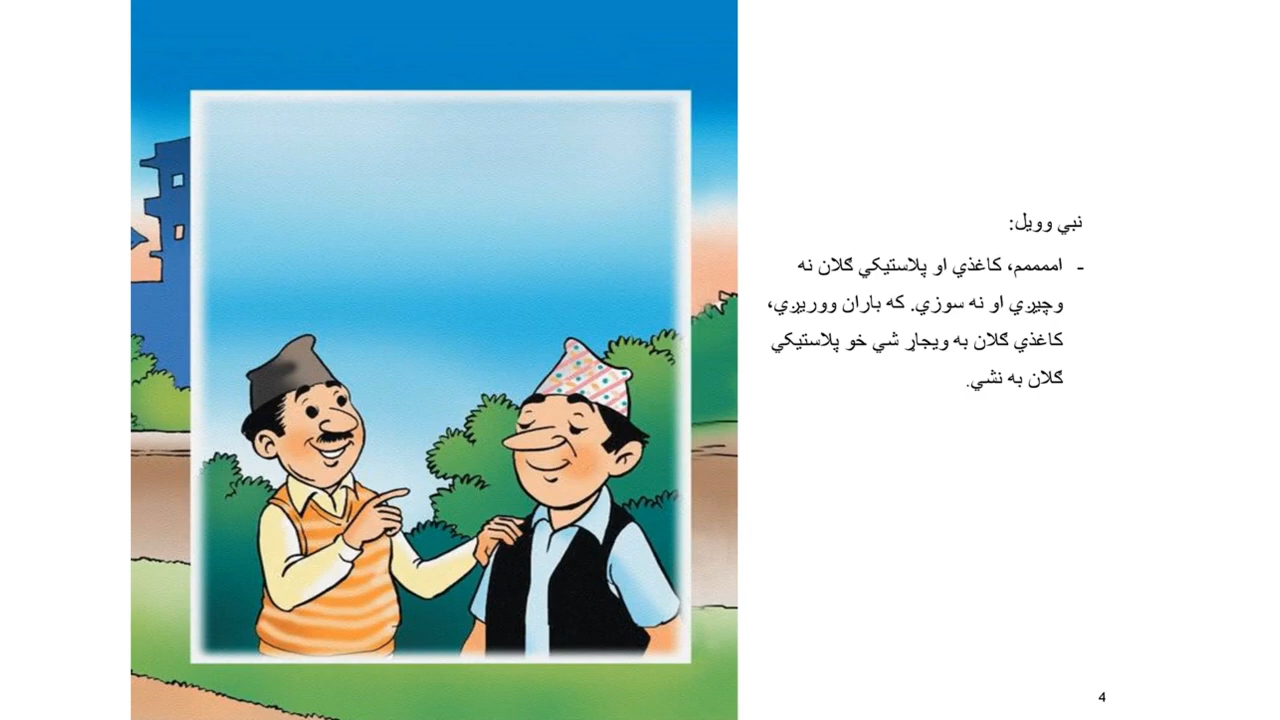 نبي وويل:
- اممممم، کاغذي او پلاستيکي ګلان نه
وچيږي او نه سوزي. که باران ووريږي،
کاغذي ګلان به ويجاړ شي خو پلاستيکي
ګلان به نشي.
4